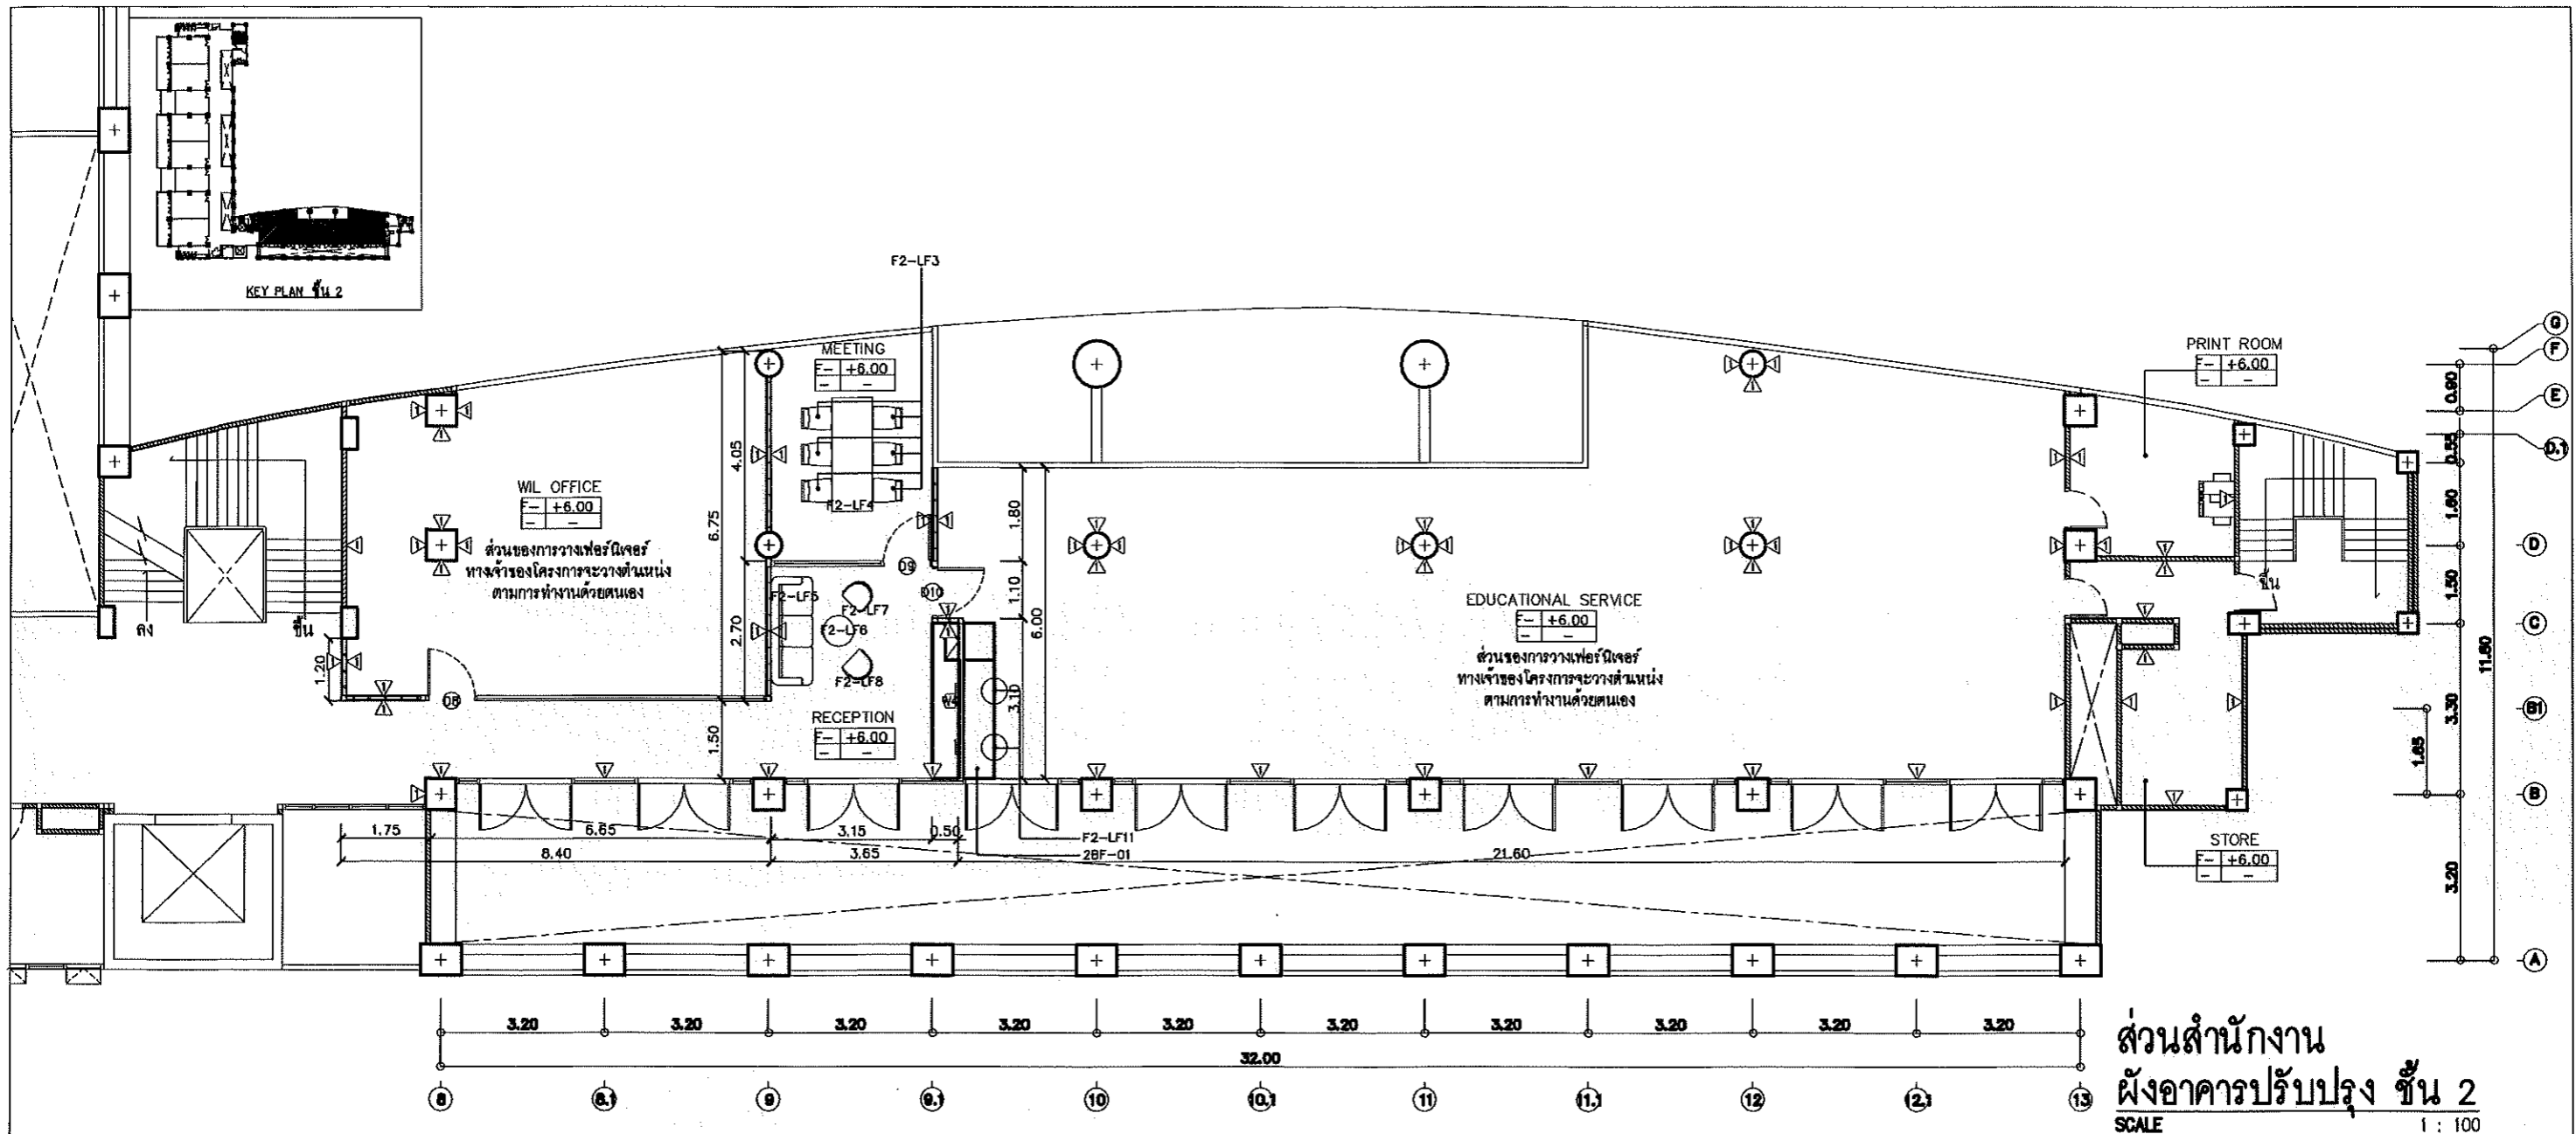 KEY PLAN ชั้น 2
F2-LF3
MEETING
F- +6.00
- -
F2-LF4
PRINT ROOM
F- +6.00
- -
WIL OFFICE
F- +6.00
- -
ส่วนของการวางเฟอร์นิเจอร์
ทางเจ้าของโครงการจะวางตำแหน่ง
ตามการทำงานด้วยตนเอง
4.05
6.75
2.70
1.50
1.20
ลง
ขึ้น
D8
D9
D10
F2-LF5
F2-LF7
F2-LF6
F2-LF8
RECEPTION
F- +6.00
- -
1.80
1.10
6.00
3.10
EDUCATIONAL SERVICE
F- +6.00
- -
ส่วนของการวางเฟอร์นิเจอร์
ทางเจ้าของโครงการจะวางตำแหน่ง
ตามการทำงานด้วยตนเอง
ขึ้น
STORE
F- +6.00
- -
1.75 6.65 3.15 0.50
8.40 3.65 21.60
F2-LF11
2BF-01
G
F
E
D.1
D
C
B1
B
A
0.90
0.55
1.60
1.50
3.30
3.20
11.60
1.65
3.20 3.20 3.20 3.20 3.20 3.20 3.20 3.20 3.20 3.20
32.00
8 8.1 9 9.1 10 10.1 11 11.1 12 12.1 13
ส่วนสำนักงาน
ผังอาคารปรับปรุง ชั้น 2
SCALE 1 : 100